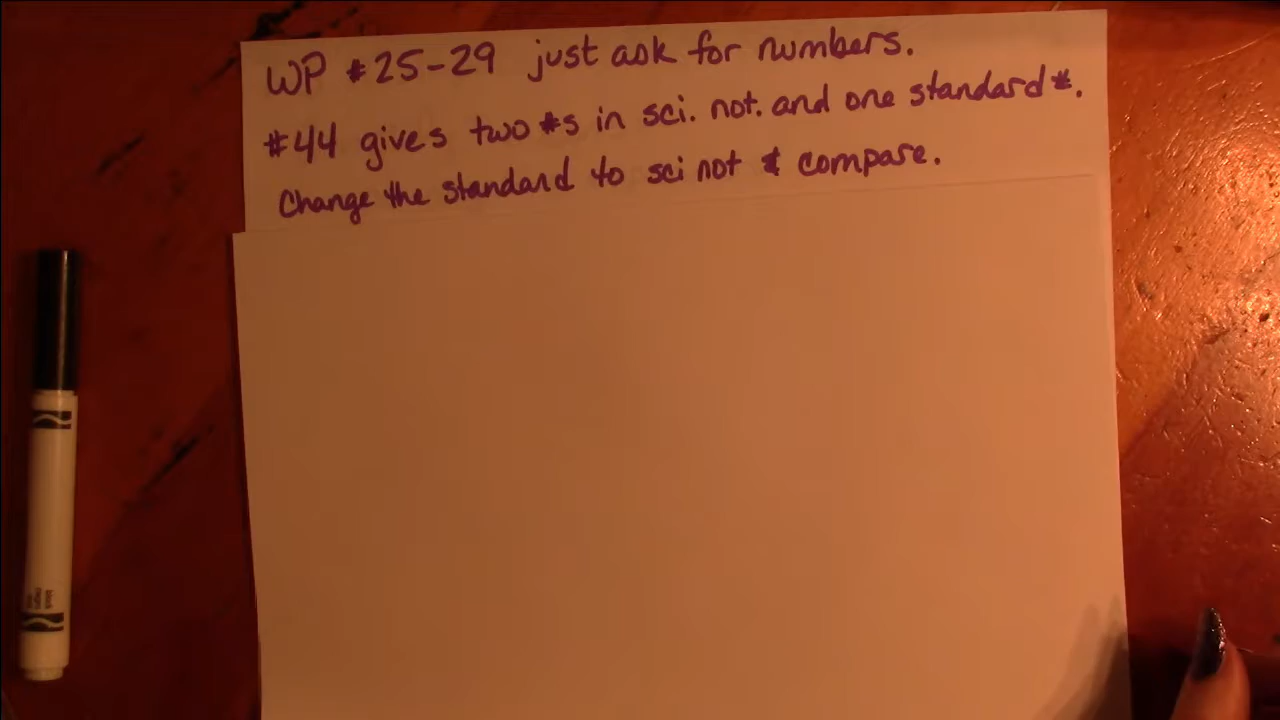 WP #25-29 just ask for numbers.
#44 gives two #s in sci. not. and one standard #.
Change the standard to sci not & compare.
black